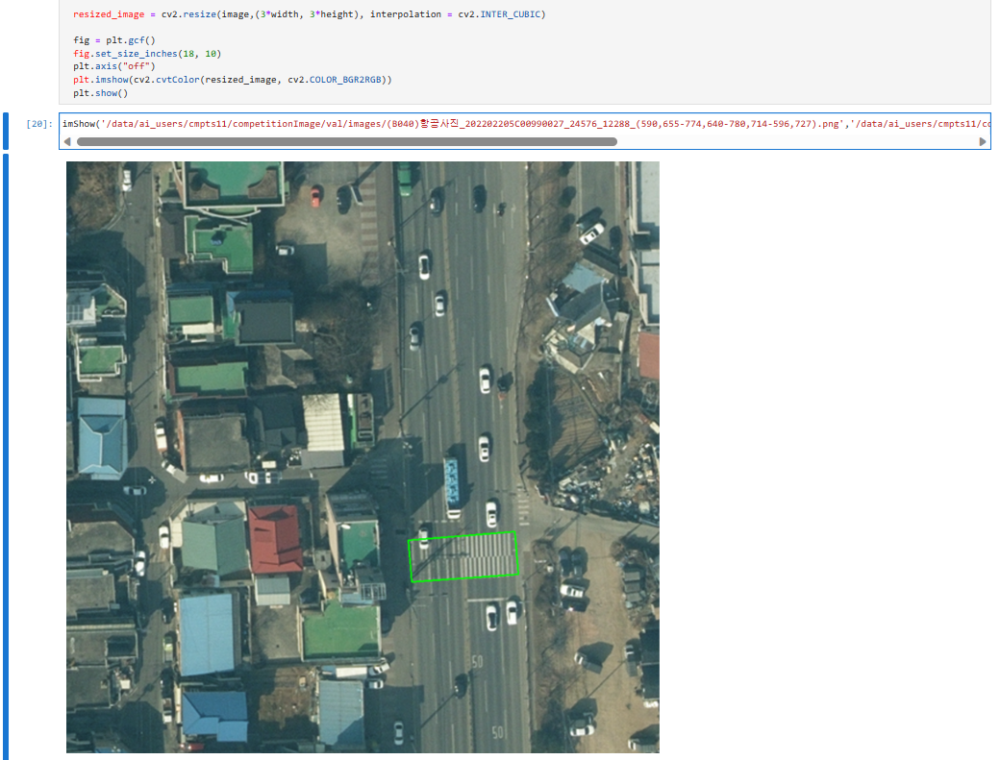 resized_image = cv2.resize(image,(3*width, 3*height), interpolation = cv2.INTER_CUBIC)
fig = plt.gcf()
fig.set_size_inches(18, 10)
plt.axis("off")
plt.imshow(cv2.cvtColor(resized_image, cv2.COLOR_BGR2RGB))
plt.show()
[20]: imShow('/data/ai_users/cmpts11/competitionImage/val/images/(B040)항공사진_202202205C00990027_24576_12288_(590,655-774,640-780,714-596,727).png','/data/ai_users/cmpts11/co
50
50